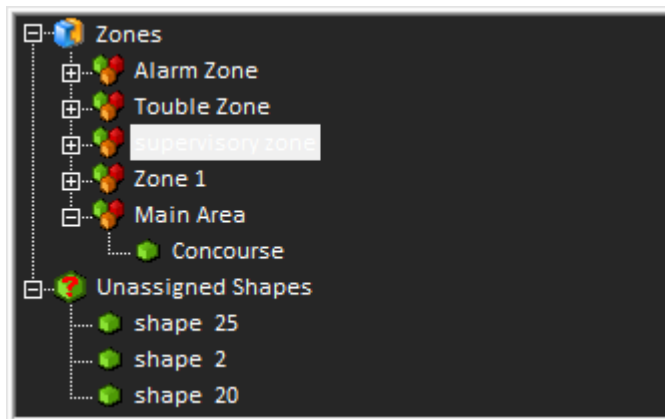 Zones
Alarm Zone
Touble Zone
supervisory zone
Zone 1
Main Area
Concourse
Unassigned Shapes
shape 25
shape 2
shape 20